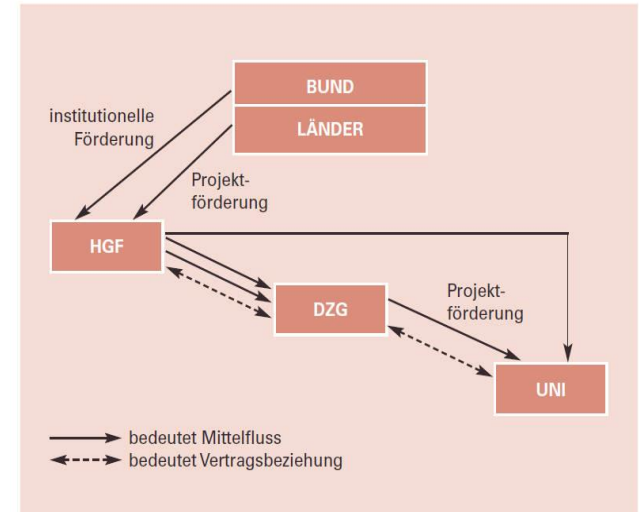 BUND
institutionelle
Förderung
LÄNDER
Projekt-
förderung
HGF
DZG
Projekt-
förderung
UNI
bedeutet Mittelfluss
bedeutet Vertragsbeziehung